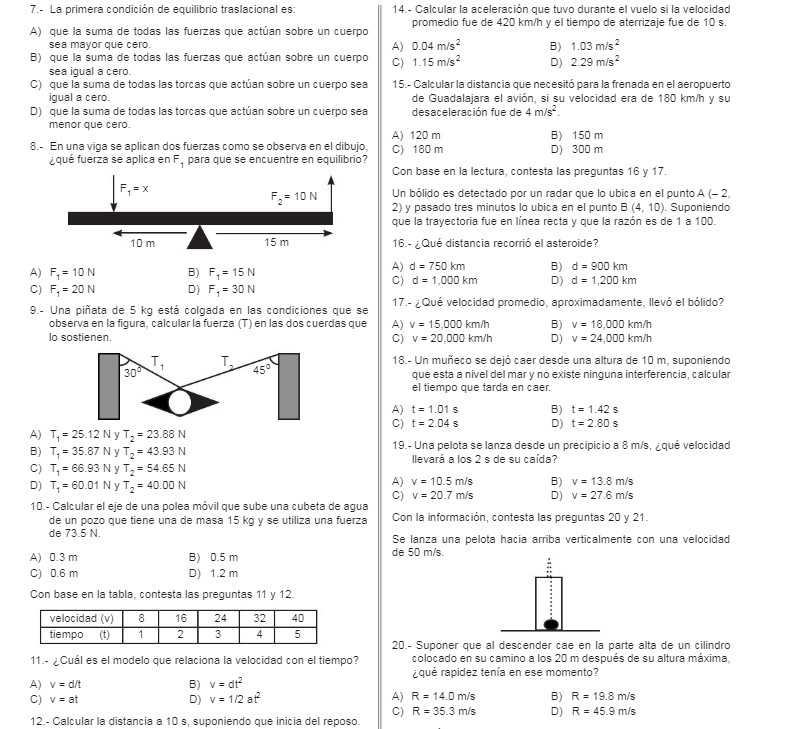 7.- La primera condición de equilibrio traslacional es:
A) que la suma de todas las fuerzas que actúan sobre un cuerpo
sea mayor que cero.
B) que la suma de todas las fuerzas que actúan sobre un cuerpo
sea igual a cero.
C) que la suma de todas las torcas que actúan sobre un cuerpo sea
igual a cero.
D) que la suma de todas las torcas que actúan sobre un cuerpo sea
menor que cero.
8.- En una viga se aplican dos fuerzas como se observa en el dibujo,
¿qué fuerza se aplica en F₁ para que se encuentre en equilibrio?
F₁ = x
F₂ = 10 N
10 m
15 m
A) F₁ = 10 N B) F₁ = 15 N
C) F₁ = 20 N D) F₁ = 30 N
9.- Una piñata de 5 kg está colgada en las condiciones que se
observa en la figura, calcular la fuerza (T) en las dos cuerdas que
lo sostienen.
30° T₁ T₂ 45°
A) T₁ = 25.12 N y T₂ = 23.88 N
B) T₁ = 35.87 N y T₂ = 43.93 N
C) T₁ = 66.93 N y T₂ = 54.65 N
D) T₁ = 60.01 N y T₂ = 40.00 N
10.- Calcular el eje de una polea móvil que sube una cubeta de agua
de un pozo que tiene una de masa 15 kg y se utiliza una fuerza
de 73.5 N.
A) 0.3 m B) 0.5 m
C) 0.6 m D) 1.2 m
Con base en la tabla, contesta las preguntas 11 y 12.
velocidad (v) 8 16 24 32 40
tiempo (t) 1 2 3 4 5
11.- ¿Cuál es el modelo que relaciona la velocidad con el tiempo?
A) v = d/t B) v = dt²
C) v = at D) v = 1/2 at²
12.- Calcular la distancia a 10 s, suponiendo que inicia del reposo.
14.- Calcular la aceleración que tuvo durante el vuelo si la velocidad
promedio fue de 420 km/h y el tiempo de aterrizaje fue de 10 s.
A) 0.04 m/s² B) 1.03 m/s²
C) 1.15 m/s² D) 2.29 m/s²
15.- Calcular la distancia que necesitó para la frenada en el aeropuerto
de Guadalajara el avión, si su velocidad era de 180 km/h y su
desaceleración fue de 4 m/s².
A) 120 m B) 150 m
C) 180 m D) 300 m
Con base en la lectura, contesta las preguntas 16 y 17.
Un bólido es detectado por un radar que lo ubica en el punto A (– 2,
2) y pasado tres minutos lo ubica en el punto B (4, 10). Suponiendo
que la trayectoria fue en línea recta y que la razón es de 1 a 100.
16.- ¿Qué distancia recorrió el asteroide?
A) d = 750 km B) d = 900 km
C) d = 1,000 km D) d = 1,200 km
17.- ¿Qué velocidad promedio, aproximadamente, llevó el bólido?
A) v = 15,000 km/h B) v = 18,000 km/h
C) v = 20,000 km/h D) v = 24,000 km/h
18.- Un muñeco se dejó caer desde una altura de 10 m, suponiendo
que esta a nivel del mar y no existe ninguna interferencia, calcular
el tiempo que tarda en caer.
A) t = 1.01 s B) t = 1.42 s
C) t = 2.04 s D) t = 2.80 s
19.- Una pelota se lanza desde un precipicio a 8 m/s, ¿qué velocidad
llevará a los 2 s de su caída?
A) v = 10.5 m/s B) v = 13.8 m/s
C) v = 20.7 m/s D) v = 27.6 m/s
Con la información, contesta las preguntas 20 y 21.
Se lanza una pelota hacia arriba verticalmente con una velocidad
de 50 m/s.
20.- Suponer que al descender cae en la parte alta de un cilindro
colocado en su camino a los 20 m después de su altura máxima,
¿qué rapidez tenía en ese momento?
A) R = 14.0 m/s B) R = 19.8 m/s
C) R = 35.3 m/s D) R = 45.9 m/s